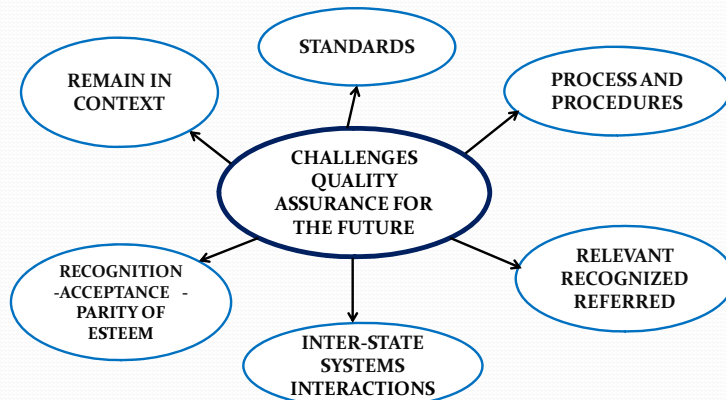 STANDARDS
REMAIN IN
CONTEXT
PROCESS AND
PROCEDURES
CHALLENGES
QUALITY
ASSURANCE FOR
THE FUTURE
RECOGNITION
-ACCEPTANCE -
PARITY OF
ESTEEM
RELEVANT
RECOGNIZED
REFERRED
INTER-STATE
SYSTEMS
INTERACTIONS